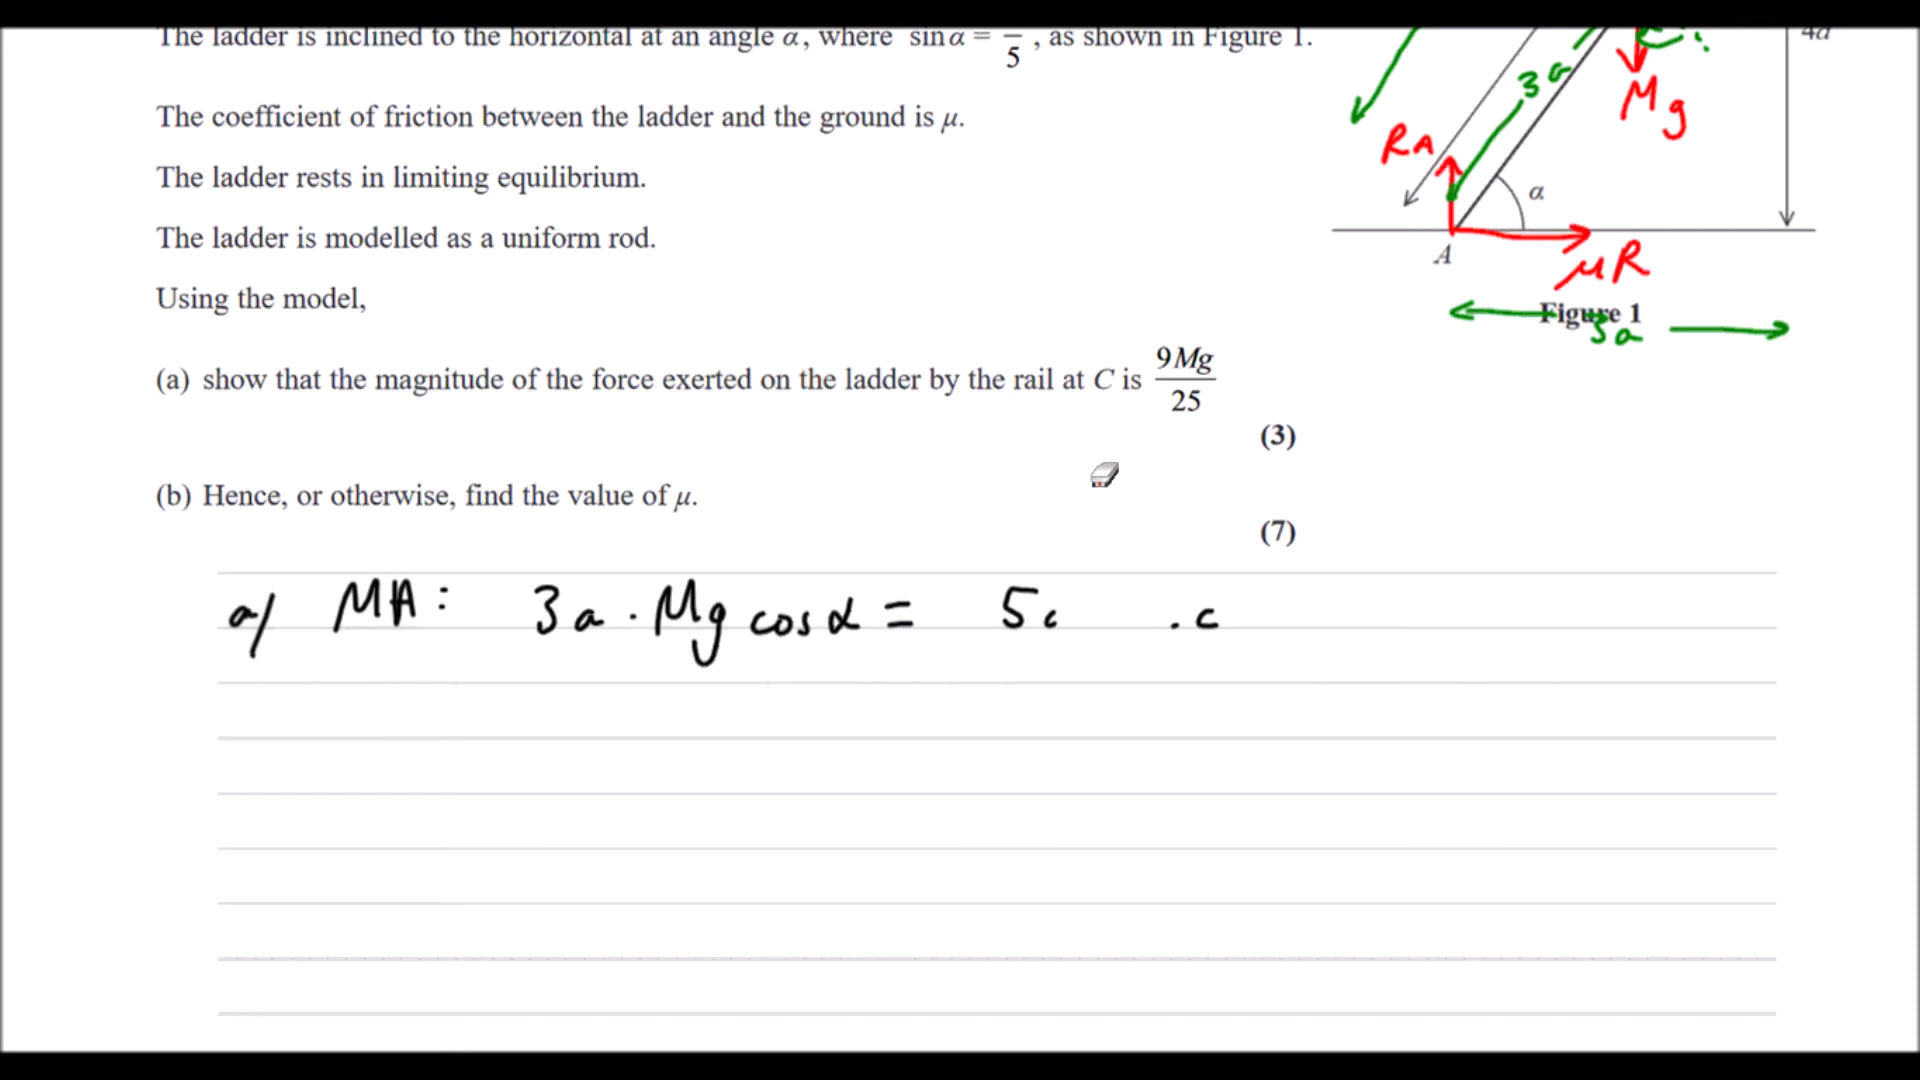 The ladder is inclined to the horizontal at an angle α, where sin α = /5, as shown in Figure 1.
The coefficient of friction between the ladder and the ground is μ.
The ladder rests in limiting equilibrium.
The ladder is modelled as a uniform rod.
Using the model,
(a) show that the magnitude of the force exerted on the ladder by the rail at C is 9Mg/25
(3)
(b) Hence, or otherwise, find the value of μ.
(7)
4a
3a
Mg
RA
α
A
μR
Figure 1
3a
a/ MA: 3a . Mg cos α = 5 . c